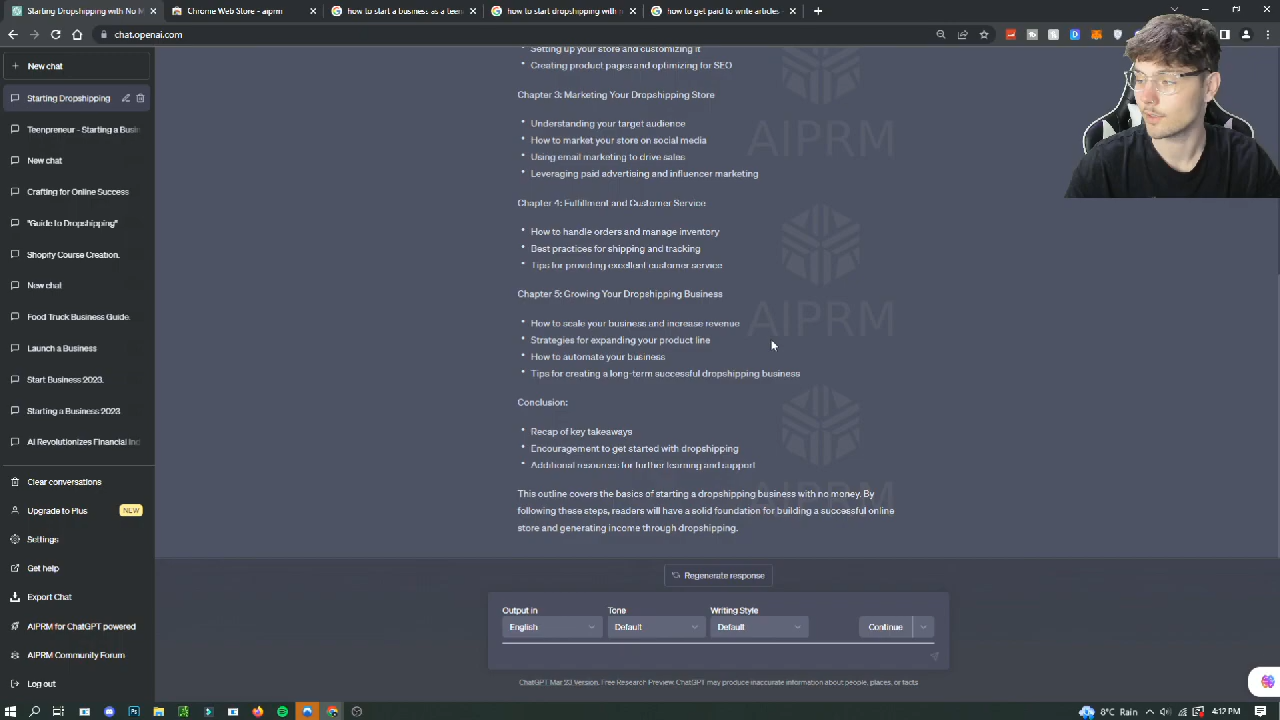 Starting Dropshipping with No M
Chrome Web Store - aiprm
how to start a business as a teen
how to start dropshipping with n
how to get paid to write articles
chat.openai.com
New chat
Starting Dropshipping
Teenpreneur - Starting a Busi
New chat
Crafting for Online Success
"Guide to Dropshipping"
Shopify Course Creation.
New chat
Food Truck Business Guide.
Launch a Business
Start Business 2023.
Starting a Business 2023
AI Revolutionizes Financial Ind
Clear conversations
Upgrade to Plus
NEW
Settings
Get help
Export Chat
AIPRM for ChatGPT powered
AIPRM Community Forum
Log out
Setting up your store and customizing it
Creating product pages and optimizing for SEO
Chapter 3: Marketing Your Dropshipping Store
Understanding your target audience
How to market your store on social media
Using email marketing to drive sales
Leveraging paid advertising and influencer marketing
Chapter 4: Fulfillment and Customer Service
How to handle orders and manage inventory
Best practices for shipping and tracking
Tips for providing excellent customer service
Chapter 5: Growing Your Dropshipping Business
How to scale your business and increase revenue
Strategies for expanding your product line
How to automate your business
Tips for creating a long-term successful dropshipping business
Conclusion:
Recap of key takeaways
Encouragement to get started with dropshipping
Additional resources for further learning and support
This outline covers the basics of starting a dropshipping business with no money. By
following these steps, readers will have a solid foundation for building a successful online
store and generating income through dropshipping.
AIPRM
AIPRM
AIPRM
Regenerate response
Output in
Tone
Writing Style
English
Default
Default
Continue
ChatGPT Mar 23 Version. Free Research Preview. ChatGPT may produce inaccurate information about people, places, or facts
8°C Rain
4:12 PM